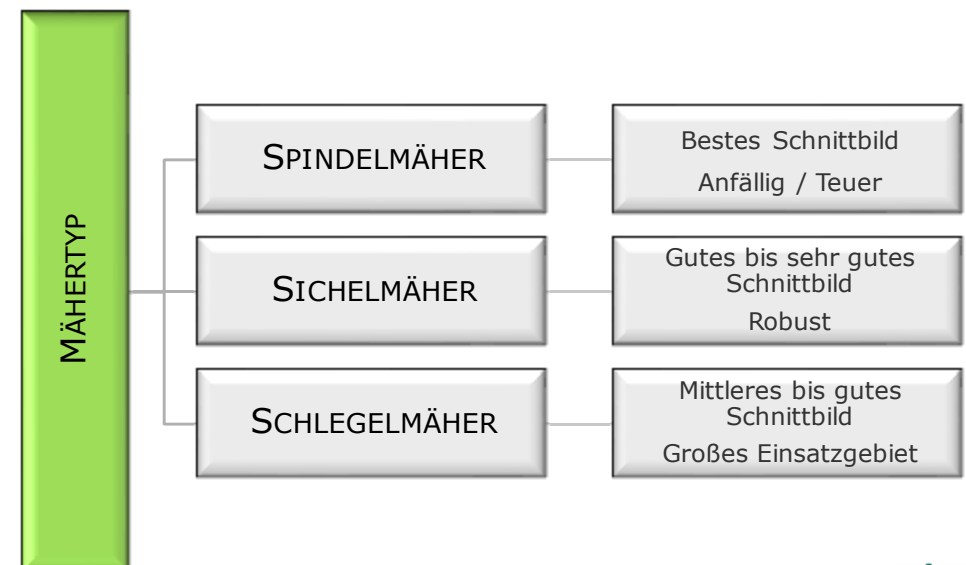 MÄHERTYP
SPINDELMÄHER
Bestes Schnittbild
Anfällig / Teuer
SICHELMÄHER
Gutes bis sehr gutes
Schnittbild
Robust
SCHLEGELMÄHER
Mittleres bis gutes
Schnittbild
Großes Einsatzgebiet